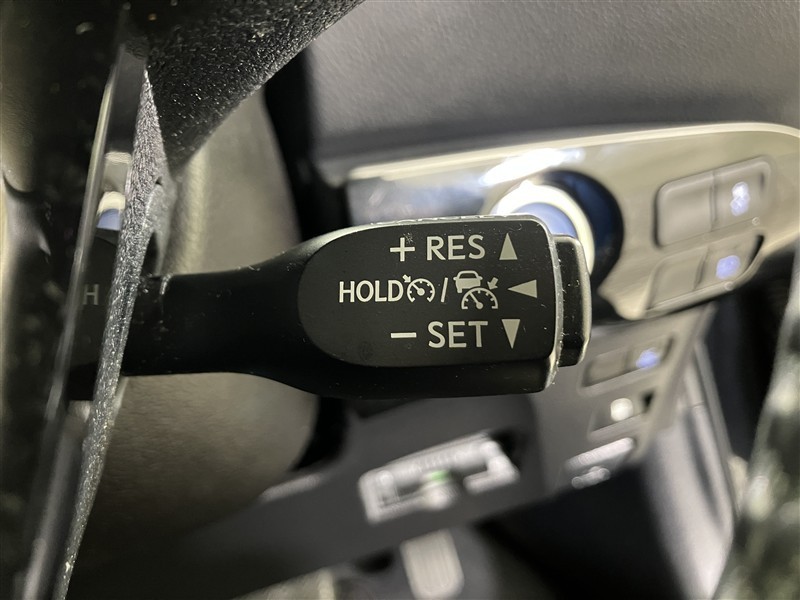 + RES ▲
HOLD / ◀
− SET ▼
H